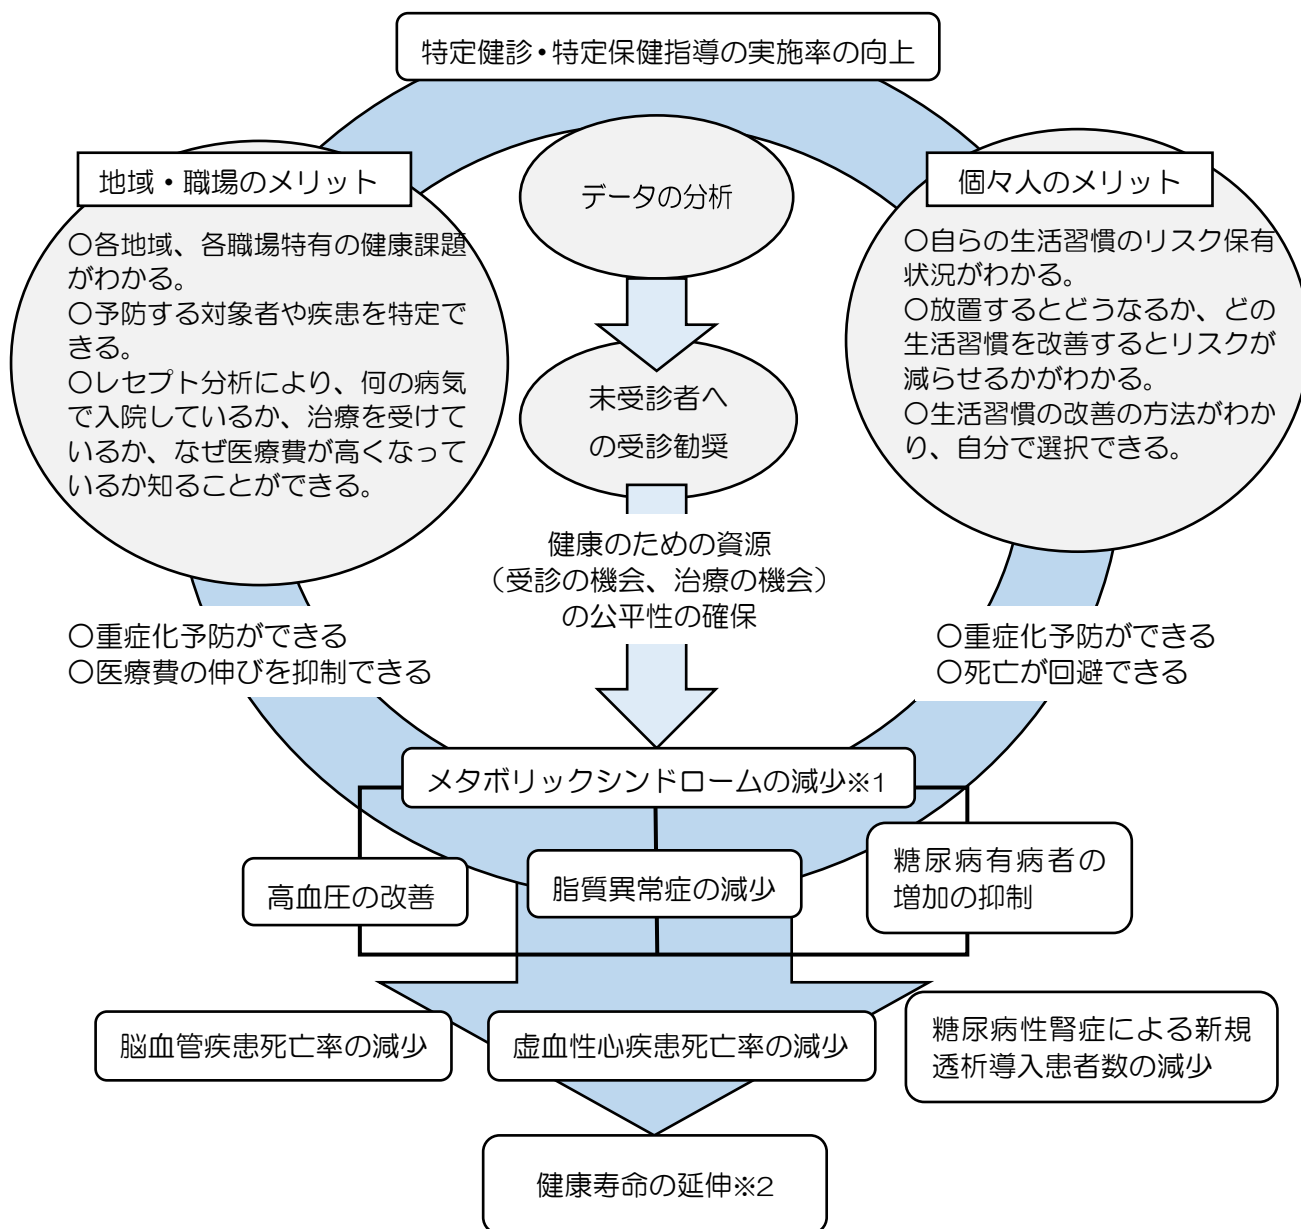 特定健診・特定保健指導の実施率の向上
地域・職場のメリット
〇各地域、各職場特有の健康課題
がわかる。
〇予防する対象者や疾患を特定で
きる。
〇レセプト分析により、何の病気
で入院しているか、治療を受けて
いるか、なぜ医療費が高くなって
いるか知ることができる。
データの分析
未受診者へ
の受診勧奨
個々人のメリット
〇自らの生活習慣のリスク保有
状況がわかる。
〇放置するとどうなるか、どの
生活習慣を改善するとリスクが
減らせるかがわかる。
〇生活習慣の改善の方法がわか
り、自分で選択できる。
健康のための資源
（受診の機会、治療の機会）
の公平性の確保
〇重症化予防ができる
〇医療費の伸びを抑制できる
〇重症化予防ができる
〇死亡が回避できる
メタボリックシンドロームの減少※1
高血圧の改善
脂質異常症の減少
糖尿病有病者の
増加の抑制
脳血管疾患死亡率の減少
虚血性心疾患死亡率の減少
糖尿病性腎症による新規
透析導入患者数の減少
健康寿命の延伸※2